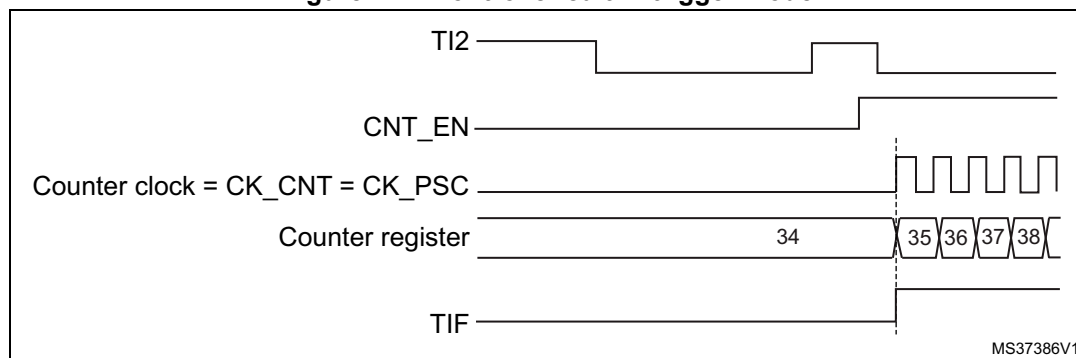 TI2
CNT_EN
Counter clock = CK_CNT = CK_PSC
Counter register
34
35
36
37
38
TIF
MS37386V1